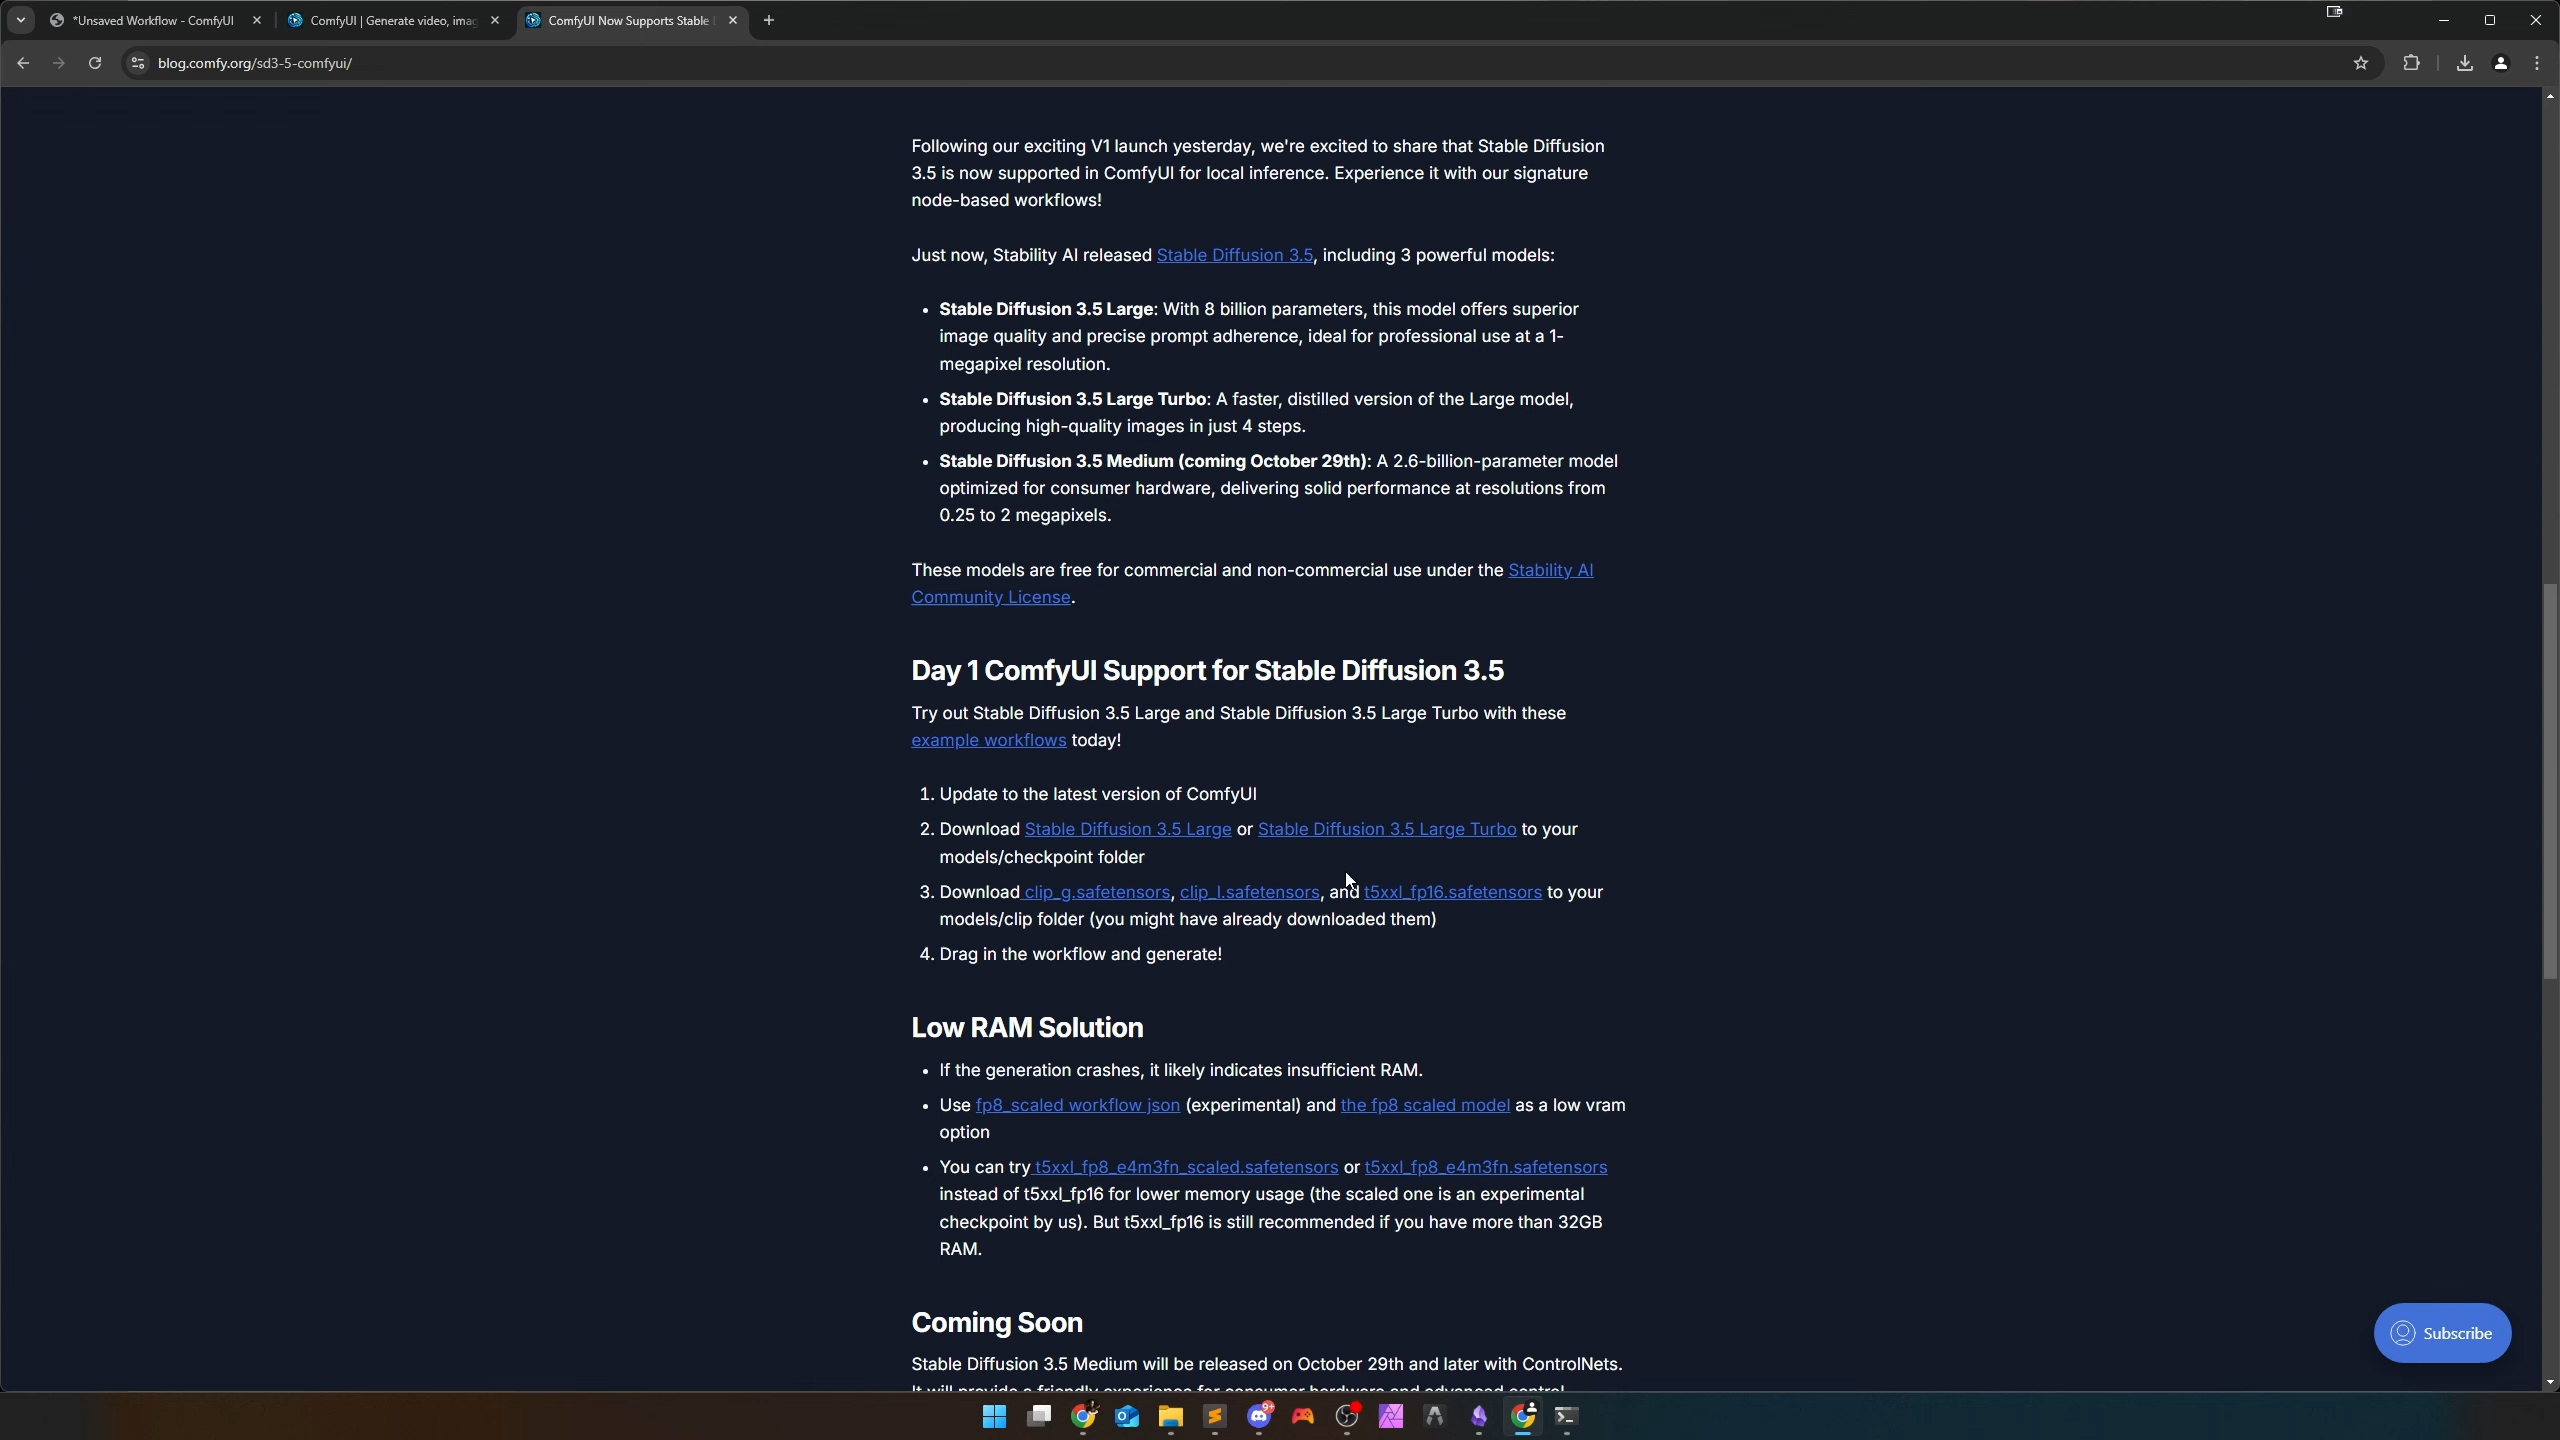 *Unsaved Workflow - ComfyUI
ComfyUI | Generate video, imag
ComfyUI Now Supports Stable
blog.comfy.org/sd3-5-comfyui/
Following our exciting V1 launch yesterday, we're excited to share that Stable Diffusion
3.5 is now supported in ComfyUI for local inference. Experience it with our signature
node-based workflows!
Just now, Stability AI released Stable Diffusion 3.5, including 3 powerful models:
• Stable Diffusion 3.5 Large: With 8 billion parameters, this model offers superior
image quality and precise prompt adherence, ideal for professional use at a 1-
megapixel resolution.
• Stable Diffusion 3.5 Large Turbo: A faster, distilled version of the Large model,
producing high-quality images in just 4 steps.
• Stable Diffusion 3.5 Medium (coming October 29th): A 2.6-billion-parameter model
optimized for consumer hardware, delivering solid performance at resolutions from
0.25 to 2 megapixels.
These models are free for commercial and non-commercial use under the Stability AI
Community License.
Day 1 ComfyUI Support for Stable Diffusion 3.5
Try out Stable Diffusion 3.5 Large and Stable Diffusion 3.5 Large Turbo with these
example workflows today!
1. Update to the latest version of ComfyUI
2. Download Stable Diffusion 3.5 Large or Stable Diffusion 3.5 Large Turbo to your
models/checkpoint folder
3. Download clip_g.safetensors, clip_l.safetensors, and t5xxl_fp16.safetensors to your
models/clip folder (you might have already downloaded them)
4. Drag in the workflow and generate!
Low RAM Solution
• If the generation crashes, it likely indicates insufficient RAM.
• Use fp8_scaled workflow json (experimental) and the fp8 scaled model as a low vram
option
• You can try t5xxl_fp8_e4m3fn_scaled.safetensors or t5xxl_fp8_e4m3fn.safetensors
instead of t5xxl_fp16 for lower memory usage (the scaled one is an experimental
checkpoint by us). But t5xxl_fp16 is still recommended if you have more than 32GB
RAM.
Coming Soon
Subscribe
Stable Diffusion 3.5 Medium will be released on October 29th and later with ControlNets.
It will provide a friendly experience for consumer hardware and advanced control
9+